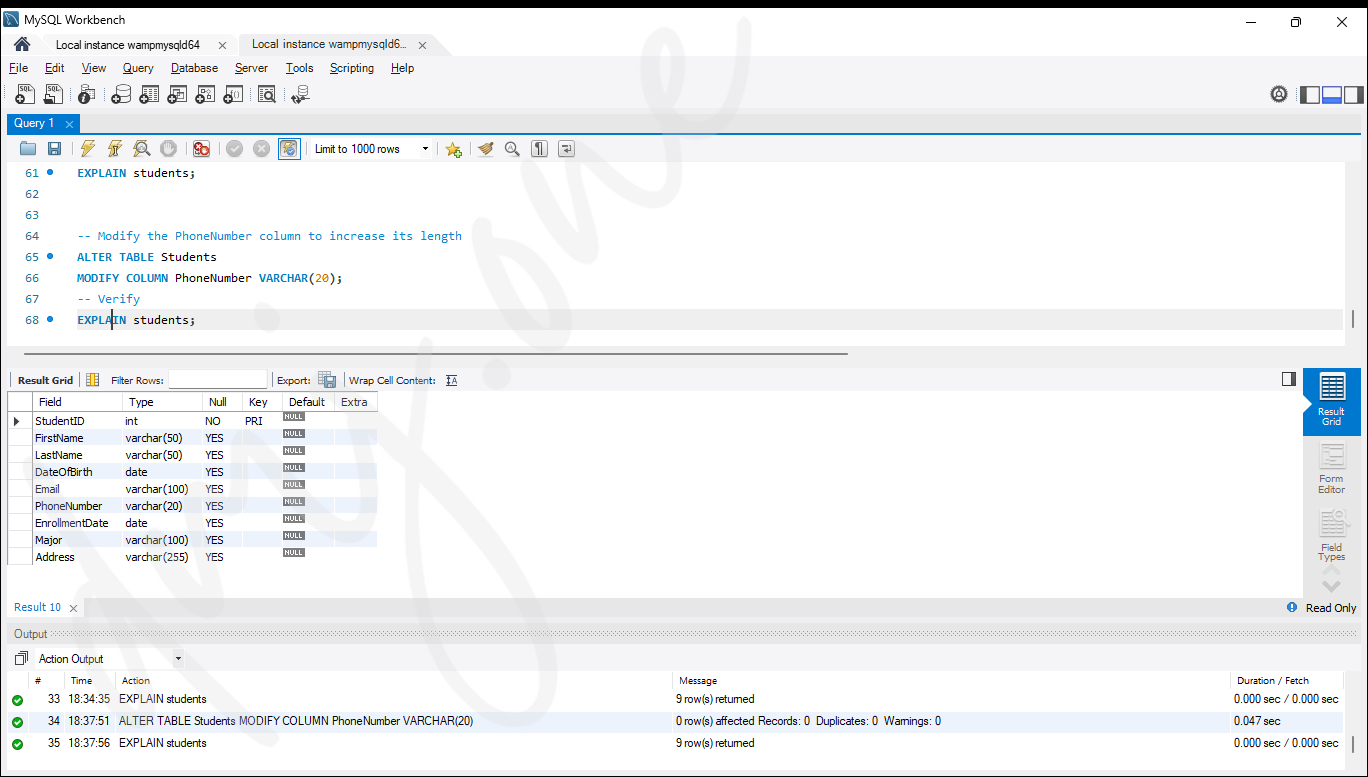 MySQL Workbench
Local instance wampmysqld64 Local instance wampmysqld6...
File Edit View Query Database Server Tools Scripting Help
Query 1
Limit to 1000 rows
61 EXPLAIN students;
62
63
64 -- Modify the PhoneNumber column to increase its length
65 ALTER TABLE Students
66 MODIFY COLUMN PhoneNumber VARCHAR(20);
67 -- Verify
68 EXPLAIN students;
Result Grid Filter Rows: Export: Wrap Cell Content:
Field Type Null Key Default Extra
StudentID int NO PRI NULL
FirstName varchar(50) YES NULL
LastName varchar(50) YES NULL
DateOfBirth date YES NULL
Email varchar(100) YES NULL
PhoneNumber varchar(20) YES NULL
EnrollmentDate date YES NULL
Major varchar(100) YES NULL
Address varchar(255) YES NULL
Result
Grid
Form
Editor
Field
Types
Result 10 Read Only
Output
Action Output
# Time Action Message Duration / Fetch
33 18:34:35 EXPLAIN students 9 row(s) returned 0.000 sec / 0.000 sec
34 18:37:51 ALTER TABLE Students MODIFY COLUMN PhoneNumber VARCHAR(20) 0 row(s) affected Records: 0 Duplicates: 0 Warnings: 0 0.047 sec
35 18:37:56 EXPLAIN students 9 row(s) returned 0.000 sec / 0.000 sec